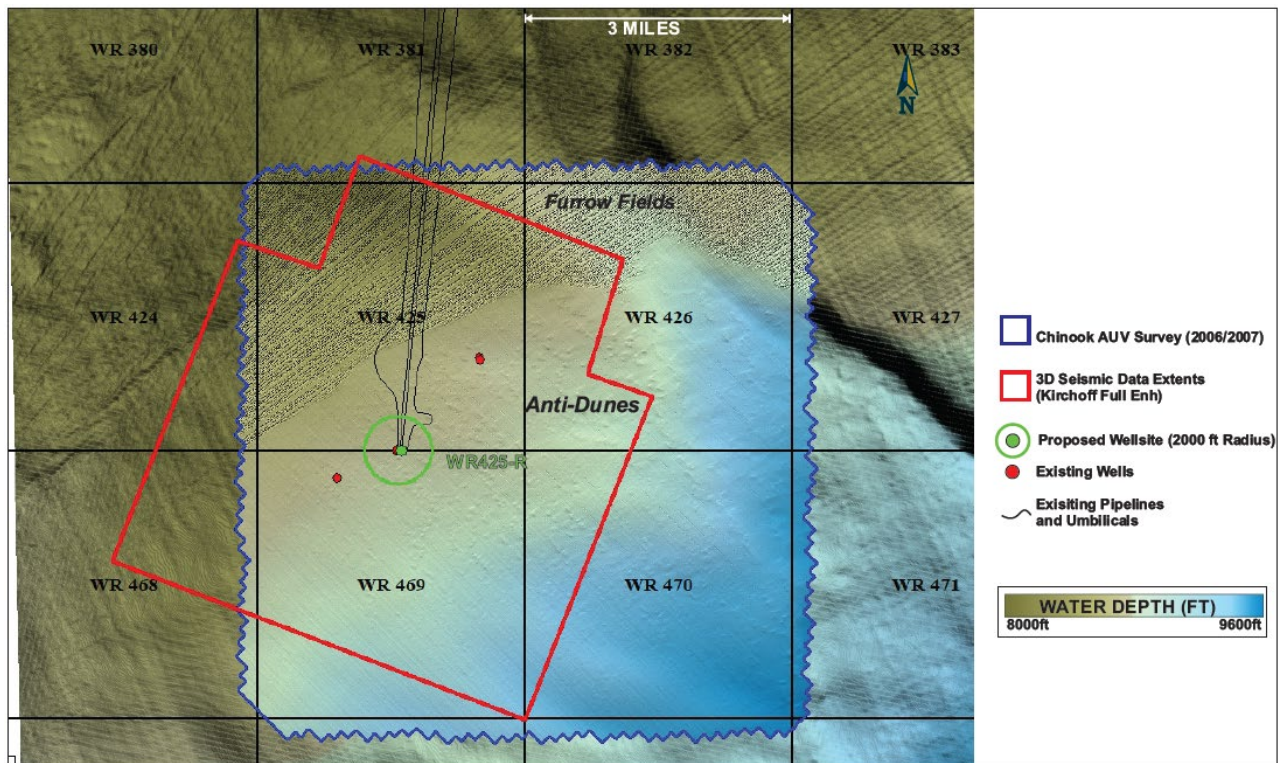 3 MILES
WR 380
WR 381
WR 382
WR 383
N
Furrow Fields
WR 424
WR 425
WR 426
WR 427
Anti-Dunes
WR425-R
WR 468
WR 469
WR 470
WR 471
Chinook AUV Survey (2006/2007)
3D Seismic Data Extents
(Kirchoff Full Enh)
Proposed Wellsite (2000 ft Radius)
Existing Wells
Exisiting Pipelines
and Umbilicals
WATER DEPTH (FT)
8000ft 9600ft